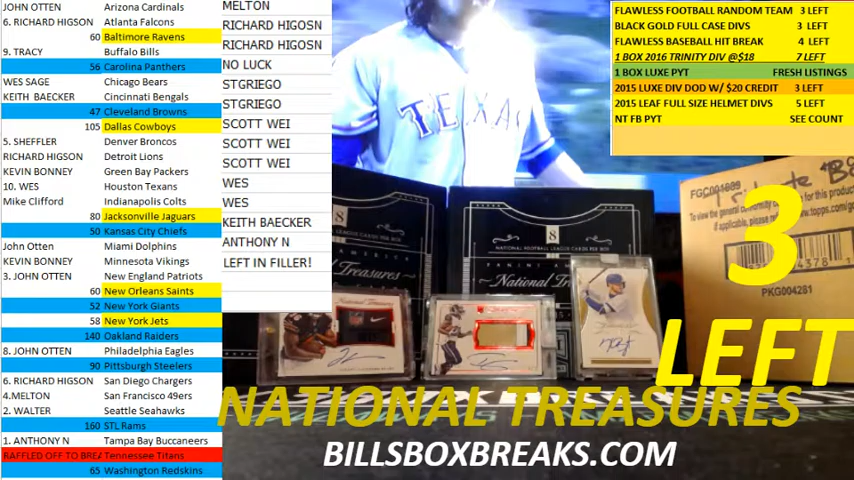 JOHN OTTEN Arizona Cardinals
6. RICHARD HIGSON Atlanta Falcons
60 Baltimore Ravens
9. TRACY Buffalo Bills
56 Carolina Panthers
WES SAGE Chicago Bears
KEITH BAECKER Cincinnati Bengals
47 Cleveland Browns
105 Dallas Cowboys
5. SHEFFLER Denver Broncos
RICHARD HIGSON Detroit Lions
KEVIN BONNEY Green Bay Packers
10. WES Houston Texans
Mike Clifford Indianapolis Colts
80 Jacksonville Jaguars
50 Kansas City Chiefs
John Otten Miami Dolphins
KEVIN BONNEY Minnesota Vikings
3. JOHN OTTEN New England Patriots
60 New Orleans Saints
52 New York Giants
58 New York Jets
140 Oakland Raiders
8. JOHN OTTEN Philadelphia Eagles
90 Pittsburgh Steelers
6. RICHARD HIGSON San Diego Chargers
4.MELTON San Francisco 49ers
2. WALTER Seattle Seahawks
160 STL Rams
1. ANTHONY N Tampa Bay Buccaneers
RAFFLED OFF TO BREA Tennessee Titans
65 Washington Redskins
MELTON
RICHARD HIGOSN
RICHARD HIGOSN
NO LUCK
STGRIEGO
STGRIEGO
SCOTT WEI
SCOTT WEI
SCOTT WEI
WES
WES
KEITH BAECKER
ANTHONY N
LEFT IN FILLER!
FLAWLESS FOOTBALL RANDOM TEAM 3 LEFT
BLACK GOLD FULL CASE DIVS 3 LEFT
FLAWLESS BASEBALL HIT BREAK 4 LEFT
1 BOX 2016 TRINITY DIV @$18 7 LEFT
1 BOX LUXE PYT FRESH LISTINGS
2015 LUXE DIV DOD W/ $20 CREDIT 3 LEFT
2015 LEAF FULL SIZE HELMET DIVS 5 LEFT
NT FB PYT SEE COUNT
TEXAS
8
8
National Treasures
PKG004281
3
LEFT
NATIONAL TREASURES
BILLSBOXBREAKS.COM